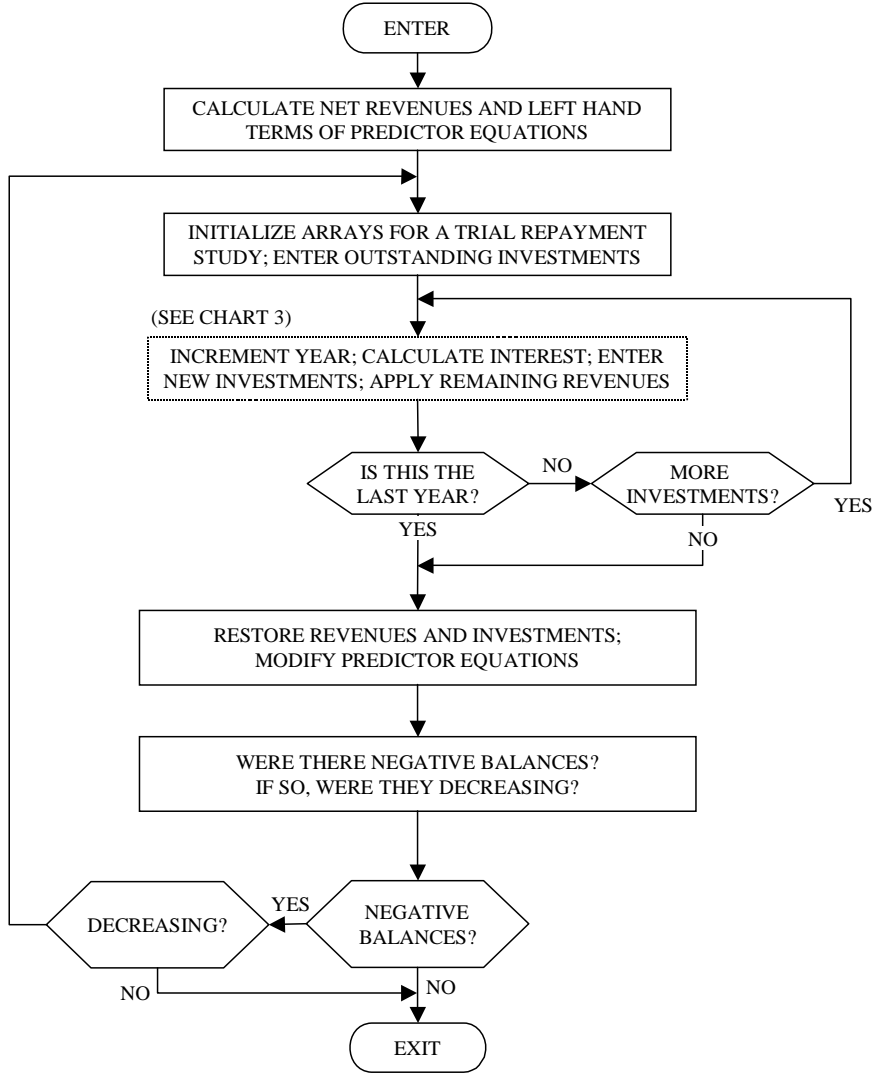 ENTER
CALCULATE NET REVENUES AND LEFT HAND
TERMS OF PREDICTOR EQUATIONS
INITIALIZE ARRAYS FOR A TRIAL REPAYMENT
STUDY; ENTER OUTSTANDING INVESTMENTS
(SEE CHART 3)
INCREMENT YEAR; CALCULATE INTEREST; ENTER
NEW INVESTMENTS; APPLY REMAINING REVENUES
IS THIS THE
LAST YEAR?
NO
MORE
INVESTMENTS?
YES
YES
NO
RESTORE REVENUES AND INVESTMENTS;
MODIFY PREDICTOR EQUATIONS
WERE THERE NEGATIVE BALANCES?
IF SO, WERE THEY DECREASING?
DECREASING?
YES
NEGATIVE
BALANCES?
NO
NO
EXIT